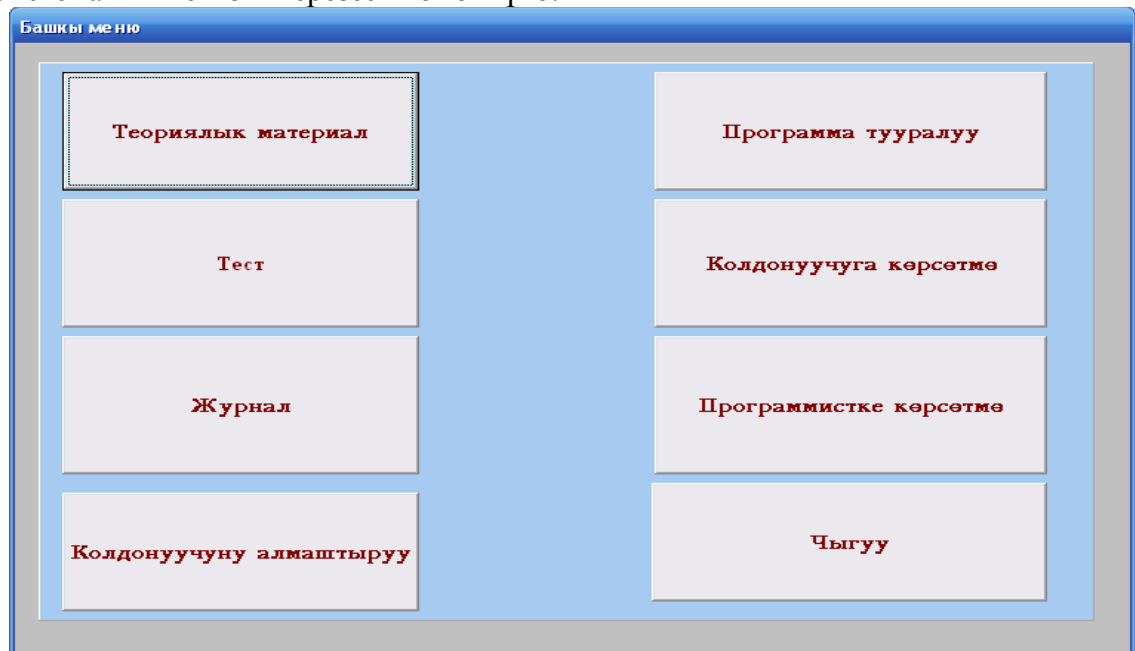 Башкы меню
Теориялык материал
Программа тууралуу
Тест
Колдонуучуга көрсөтмө
Журнал
Программистке көрсөтмө
Колдонуучуну алмаштыруу
Чыгуу